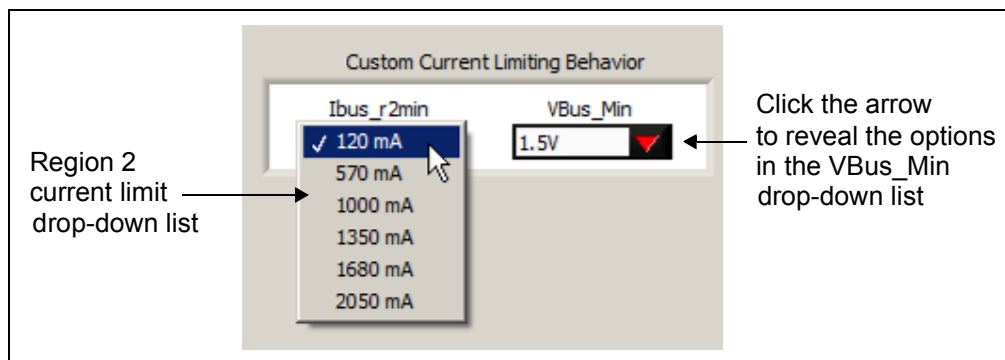 Custom Current Limiting Behavior
Ibus_r2min
VBus_Min
✓ 120 mA
570 mA
1000 mA
1350 mA
1680 mA
2050 mA
1.5V
Region 2
current limit
drop-down list
Click the arrow
to reveal the options
in the VBus_Min
drop-down list